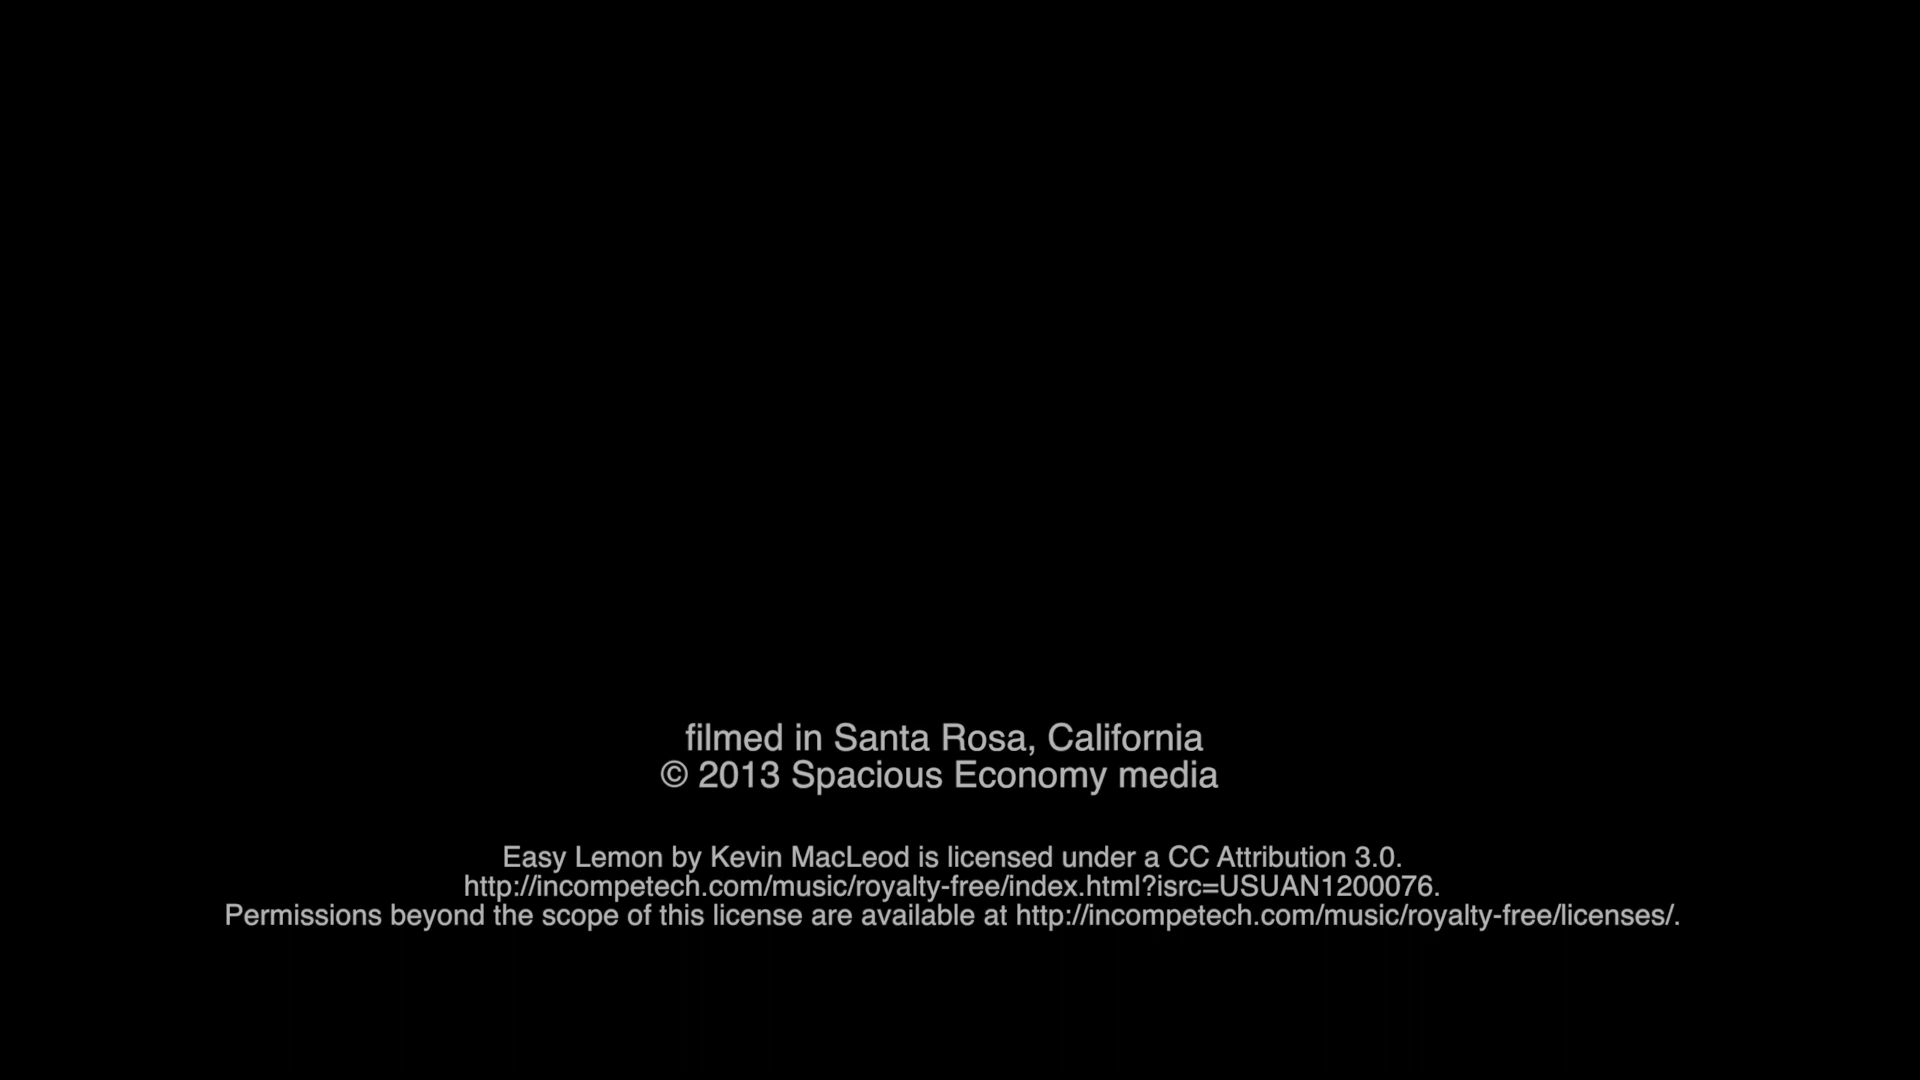 filmed in Santa Rosa, California
© 2013 Spacious Economy media
Easy Lemon by Kevin MacLeod is licensed under a CC Attribution 3.0.
http://incompetech.com/music/royalty-free/index.html?isrc=USUAN1200076.
Permissions beyond the scope of this license are available at http://incompetech.com/music/royalty-free/licenses/.